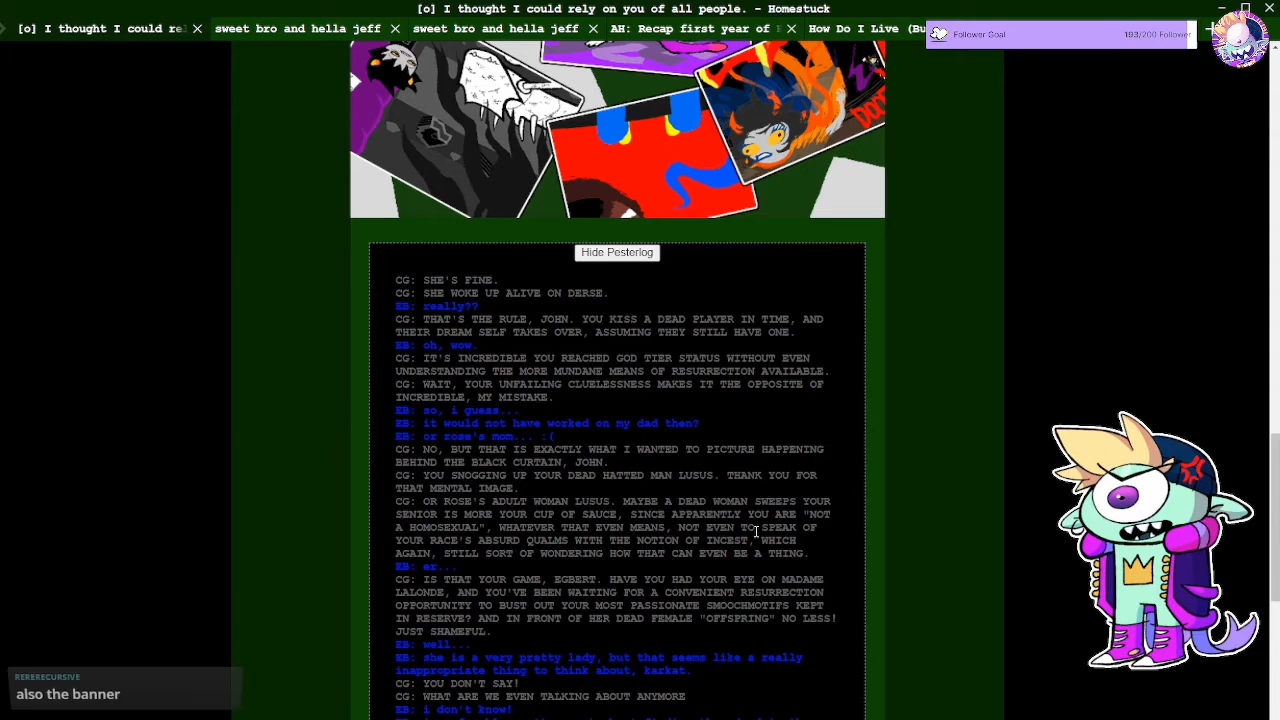 [o] I thought I could rely on you of all people. - Homestuck
[o] I thought I could rel
sweet bro and hella jeff
sweet bro and hella jeff
AH: Recap first year of
How Do I Live (Bu
Follower Goal
193/200 Follower
Hide Pesterlog
CG: SHE'S FINE.
CG: SHE WOKE UP ALIVE ON DERSE.
EB: really??
CG: THAT'S THE RULE, JOHN. YOU KISS A DEAD PLAYER IN TIME, AND
THEIR DREAM SELF TAKES OVER, ASSUMING THEY STILL HAVE ONE.
EB: oh, wow.
CG: IT'S INCREDIBLE YOU REACHED GOD TIER STATUS WITHOUT EVEN
UNDERSTANDING THE MORE MUNDANE MEANS OF RESURRECTION AVAILABLE.
CG: WAIT, YOUR UNFAILING CLUELESSNESS MAKES IT THE OPPOSITE OF
INCREDIBLE, MY MISTAKE.
EB: so, i guess...
EB: it would not have worked on my dad then?
EB: or rose's mom... :(
CG: NO, BUT THAT IS EXACTLY WHAT I WANTED TO PICTURE HAPPENING
BEHIND THE BLACK CURTAIN, JOHN.
CG: YOU SNOGGING UP YOUR DEAD HATTED MAN LUSUS. THANK YOU FOR
THAT MENTAL IMAGE.
CG: OR ROSE'S ADULT WOMAN LUSUS. MAYBE A DEAD WOMAN SWEEPS YOUR
SENIOR IS MORE YOUR CUP OF SAUCE, SINCE APPARENTLY YOU ARE "NOT
A HOMOSEXUAL", WHATEVER THAT EVEN MEANS, NOT EVEN TO SPEAK OF
YOUR RACE'S ABSURD QUALMS WITH THE NOTION OF INCEST, WHICH
AGAIN, STILL SORT OF WONDERING HOW THAT CAN EVEN BE A THING.
EB: er...
CG: IS THAT YOUR GAME, EGBERT. HAVE YOU HAD YOUR EYE ON MADAME
LALONDE, AND YOU'VE BEEN WAITING FOR A CONVENIENT RESURRECTION
OPPORTUNITY TO BUST OUT YOUR MOST PASSIONATE SMOOCHMOTIFS KEPT
IN RESERVE? AND IN FRONT OF HER DEAD FEMALE "OFFSPRING" NO LESS!
JUST SHAMEFUL.
EB: well...
EB: she is a very pretty lady, but that seems like a really
inappropriate thing to think about, karkat.
CG: YOU DON'T SAY!
CG: WHAT ARE WE EVEN TALKING ABOUT ANYMORE
EB: i don't know!
RERERECURSIVE
also the banner